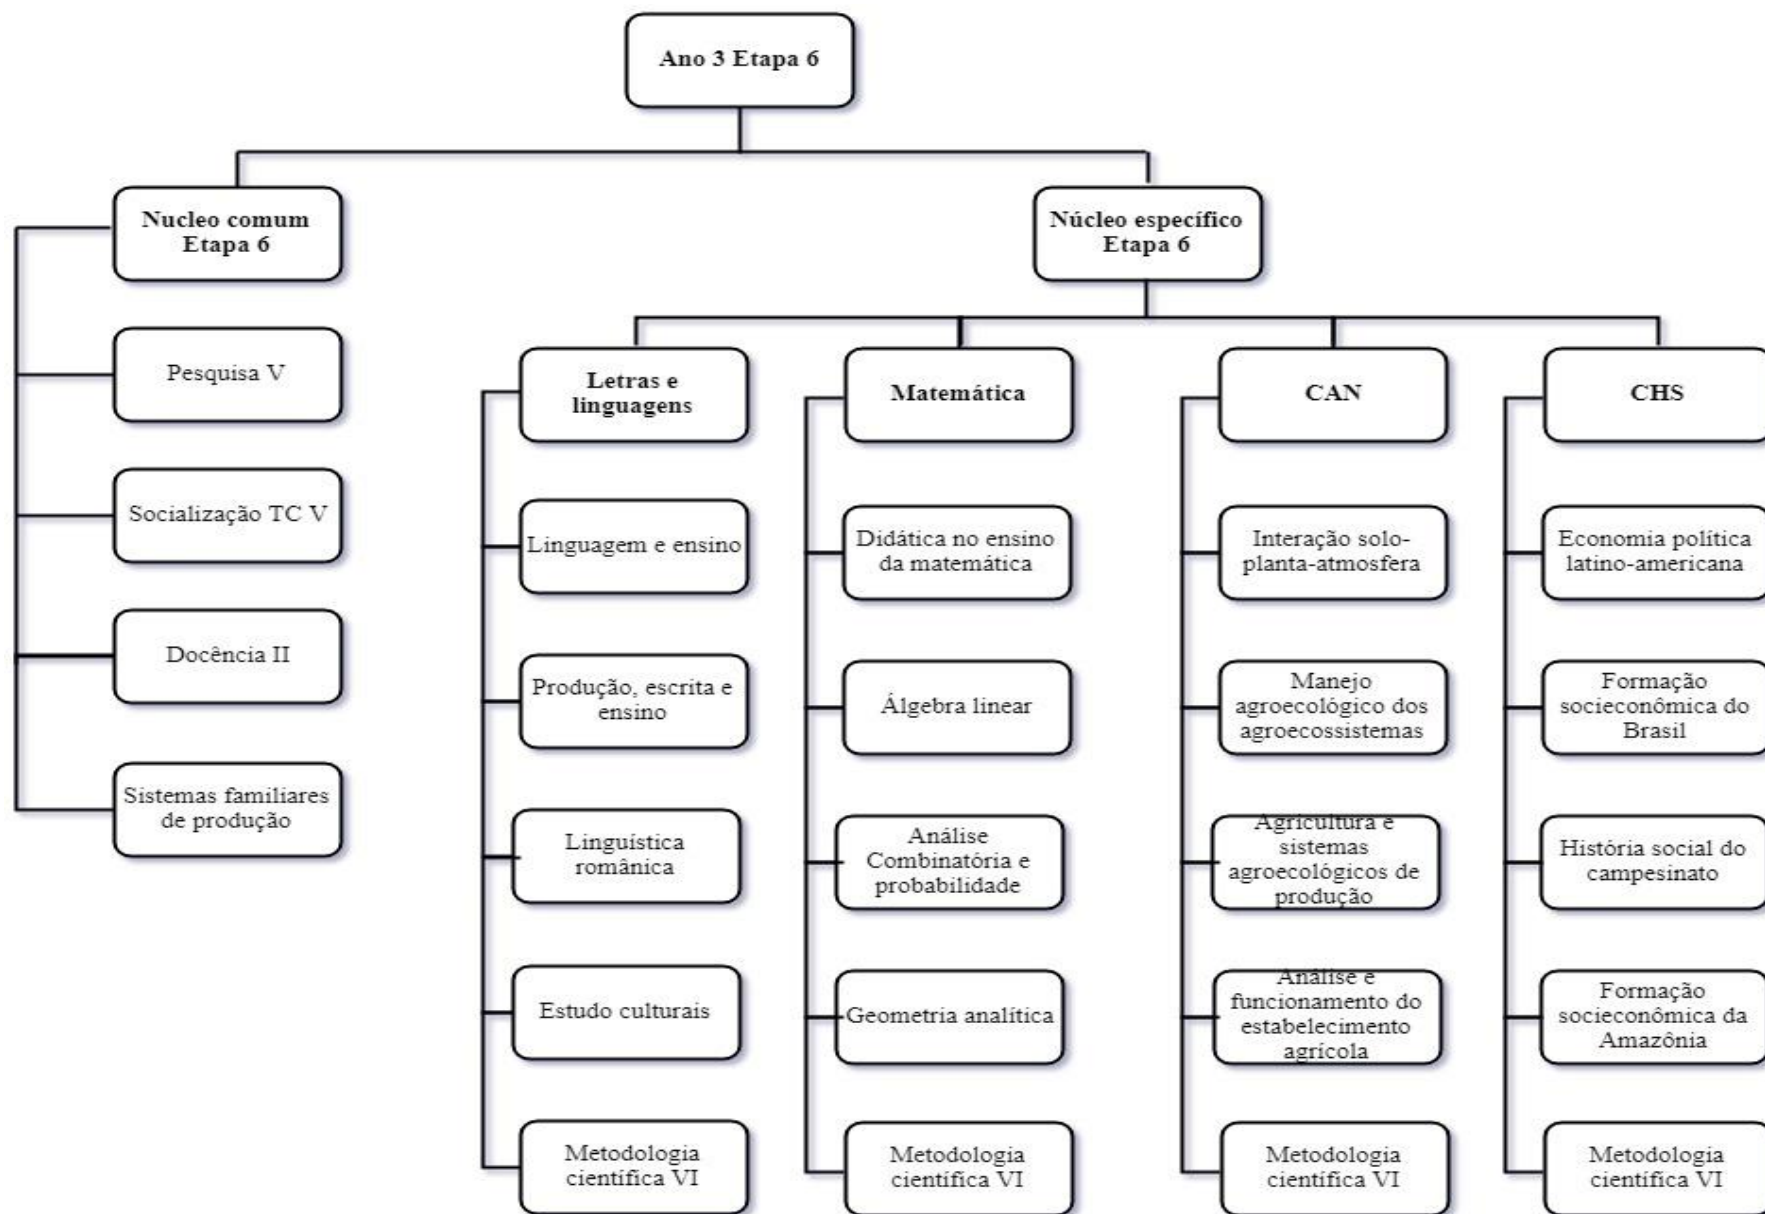 Ano 3 Etapa 6
Nucleo comum
Etapa 6
Pesquisa V
Socialização TC V
Docência II
Sistemas familiares
de produção
Núcleo específico
Etapa 6
Letras e
linguagens
Linguagem e ensino
Produção, escrita e
ensino
Linguística
românica
Estudo culturais
Metodologia
científica VI
Matemática
Didática no ensino
da matemática
Álgebra linear
Análise
Combinatória e
probabilidade
Geometria analítica
Metodologia
científica VI
CAN
Interação solo-
planta-atmosfera
Manejo
agroecológico dos
agroecossistemas
Agricultura e
sistemas
agroecológicos de
produção
Análise e
funcionamento do
estabelecimento
agrícola
Metodologia
científica VI
CHS
Economia política
latino-americana
Formação
socieconômica do
Brasil
História social do
campesinato
Formação
socieconômica da
Amazônia
Metodologia
científica VI